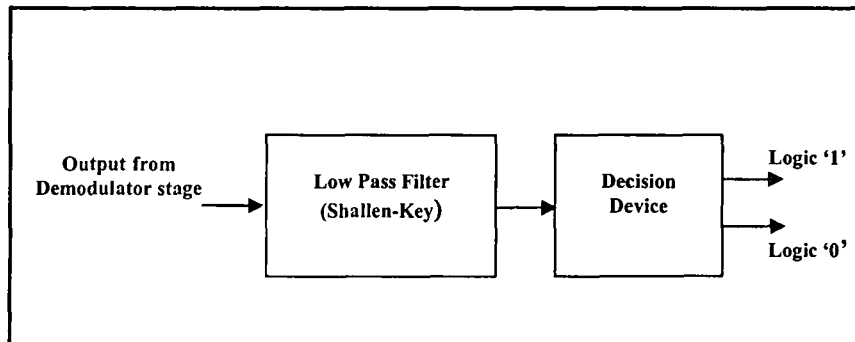 Output from
Demodulator stage
Low Pass Filter
(Shallen-Key)
Decision
Device
Logic ‘1’
Logic ‘0’